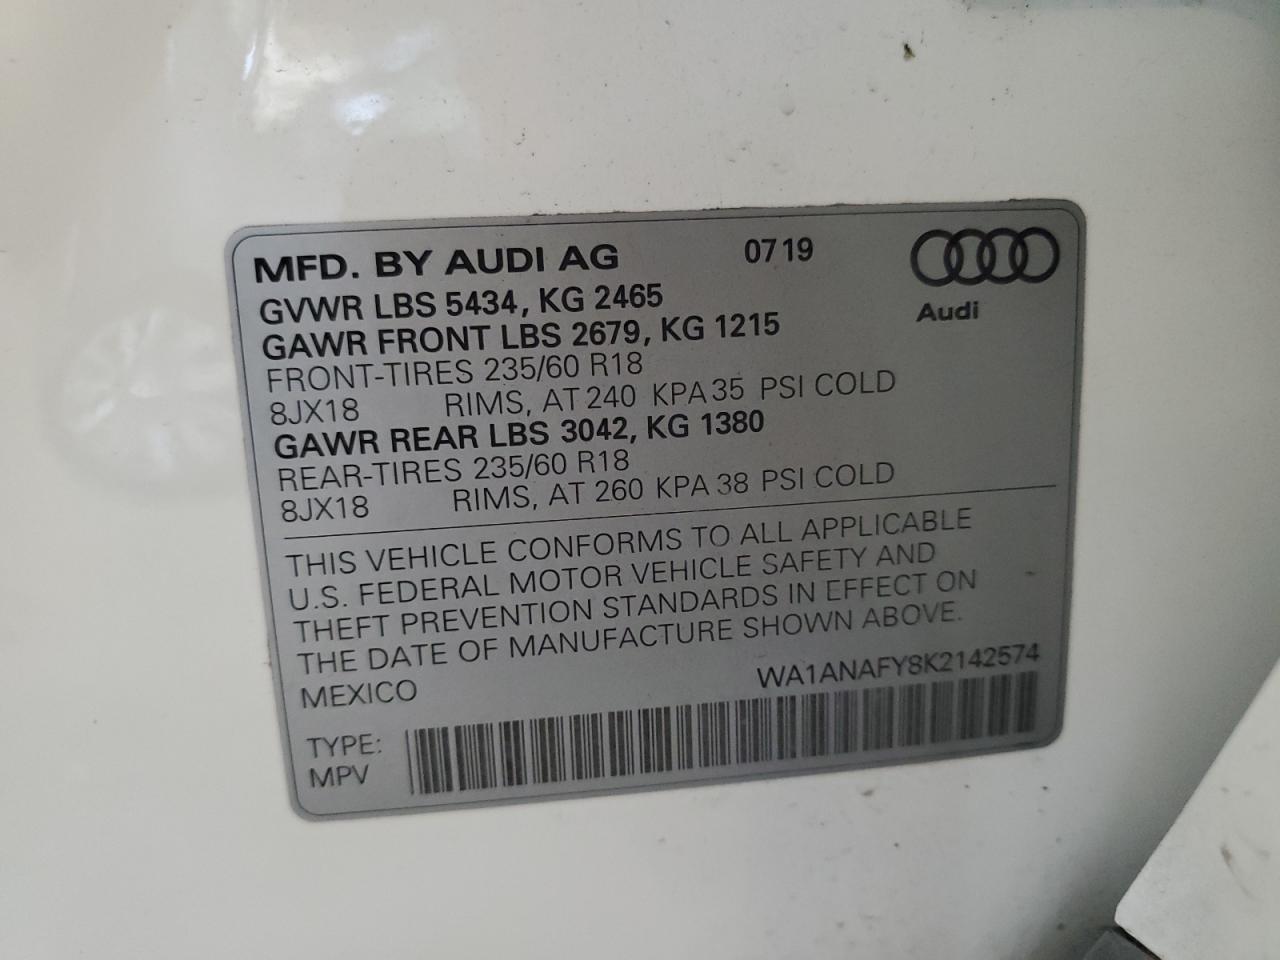 MFD. BY AUDI AG 0719
GVWR LBS 5434, KG 2465
GAWR FRONT LBS 2679, KG 1215
Audi
FRONT-TIRES 235/60 R18
8JX18 RIMS, AT 240 KPA 35 PSI COLD
GAWR REAR LBS 3042, KG 1380
REAR-TIRES 235/60 R18
8JX18 RIMS, AT 260 KPA 38 PSI COLD
THIS VEHICLE CONFORMS TO ALL APPLICABLE
U.S. FEDERAL MOTOR VEHICLE SAFETY AND
THEFT PREVENTION STANDARDS IN EFFECT ON
THE DATE OF MANUFACTURE SHOWN ABOVE.
MEXICO WA1ANAFY8K2142574
TYPE:
MPV